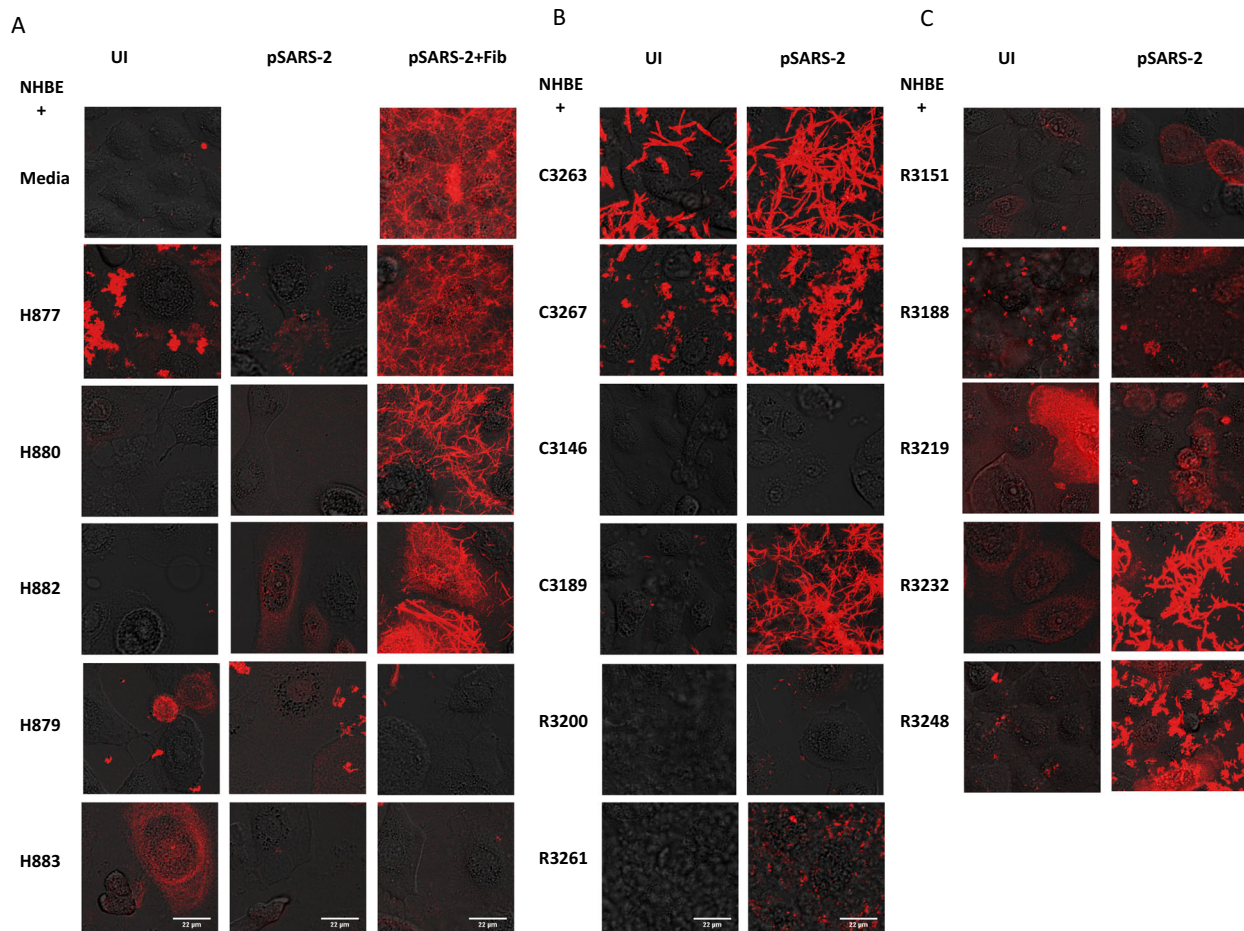 A
B
C
UI
pSARS-2
pSARS-2+Fib
UI
pSARS-2
UI
pSARS-2
NHBE
+
NHBE
+
NHBE
+
Media
C3263
R3151
H877
C3267
R3188
H880
C3146
R3219
H882
C3189
R3232
H879
R3200
R3248
H883
R3261
22 μm
22 μm
22 μm
22 μm
22 μm